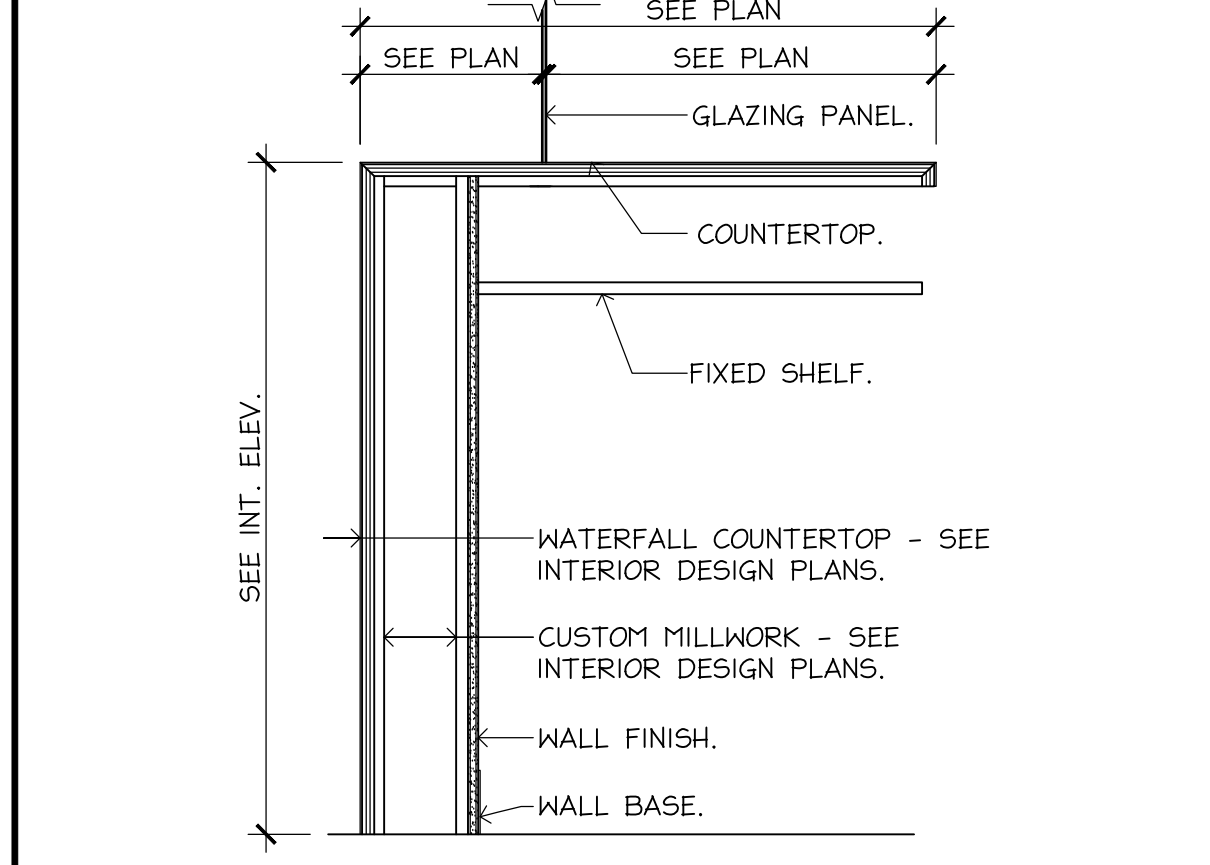 SEE PLAN
SEE PLAN
SEE PLAN
GLAZING PANEL.
COUNTERTOP.
FIXED SHELF.
SEE INT. ELEV.
WATERFALL COUNTERTOP - SEE
INTERIOR DESIGN PLANS.
CUSTOM MILLWORK - SEE
INTERIOR DESIGN PLANS.
WALL FINISH.
WALL BASE.